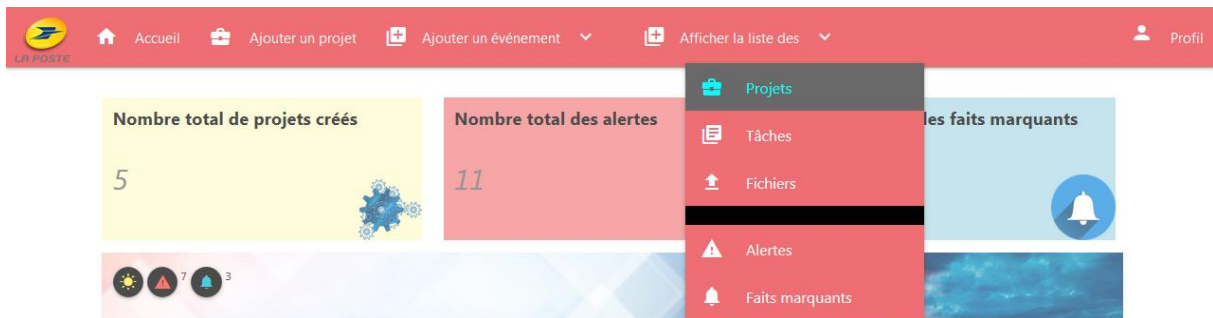 LA POSTE
Accueil
Ajouter un projet
Ajouter un événement
Afficher la liste des
Profil
Projets
Tâches
Fichiers
Alertes
Faits marquants
Nombre total de projets créés
5
Nombre total des alertes
11
les faits marquants
7
3